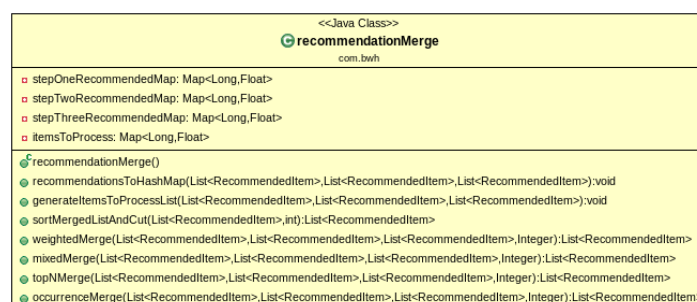 <<Java Class>>
recommendationMerge
com.bwh
stepOneRecommendedMap: Map<Long,Float>
stepTwoRecommendedMap: Map<Long,Float>
stepThreeRecommendedMap: Map<Long,Float>
itemsToProcess: Map<Long,Float>
recommendationMerge()
recommendationsToHashMap(List<RecommendedItem>,List<RecommendedItem>,List<RecommendedItem>):void
generateItemsToProcessList(List<RecommendedItem>,List<RecommendedItem>,List<RecommendedItem>):void
sortMergedListAndCut(List<RecommendedItem>,int):List<RecommendedItem>
weightedMerge(List<RecommendedItem>,List<RecommendedItem>,List<RecommendedItem>,Integer):List<RecommendedItem>
mixedMerge(List<RecommendedItem>,List<RecommendedItem>,List<RecommendedItem>,Integer):List<RecommendedItem>
topNMerge(List<RecommendedItem>,List<RecommendedItem>,List<RecommendedItem>,Integer):List<RecommendedItem>
occurrenceMerge(List<RecommendedItem>,List<RecommendedItem>,List<RecommendedItem>,Integer):List<RecommendedItem